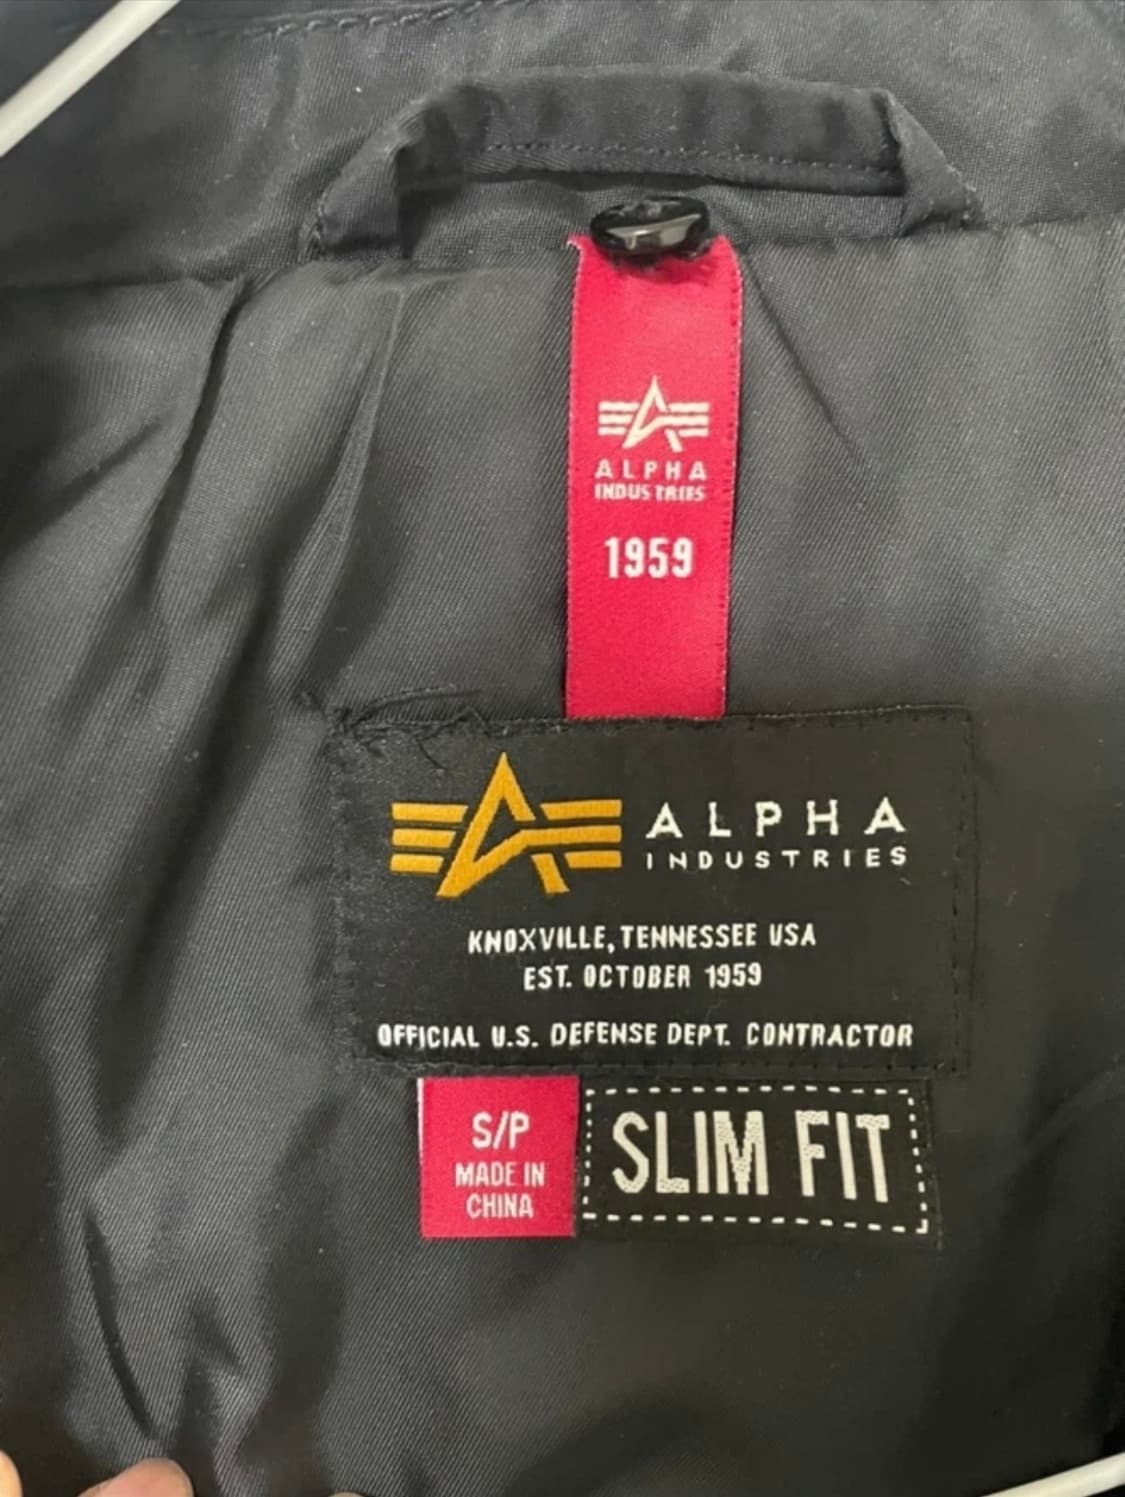 ALPHA
INDUSTRIES
1959
ALPHA
INDUSTRIES
KNOXVILLE, TENNESSEE USA
EST. OCTOBER 1959
OFFICIAL U.S. DEFENSE DEPT. CONTRACTOR
S/P
MADE IN
CHINA
SLIM FIT